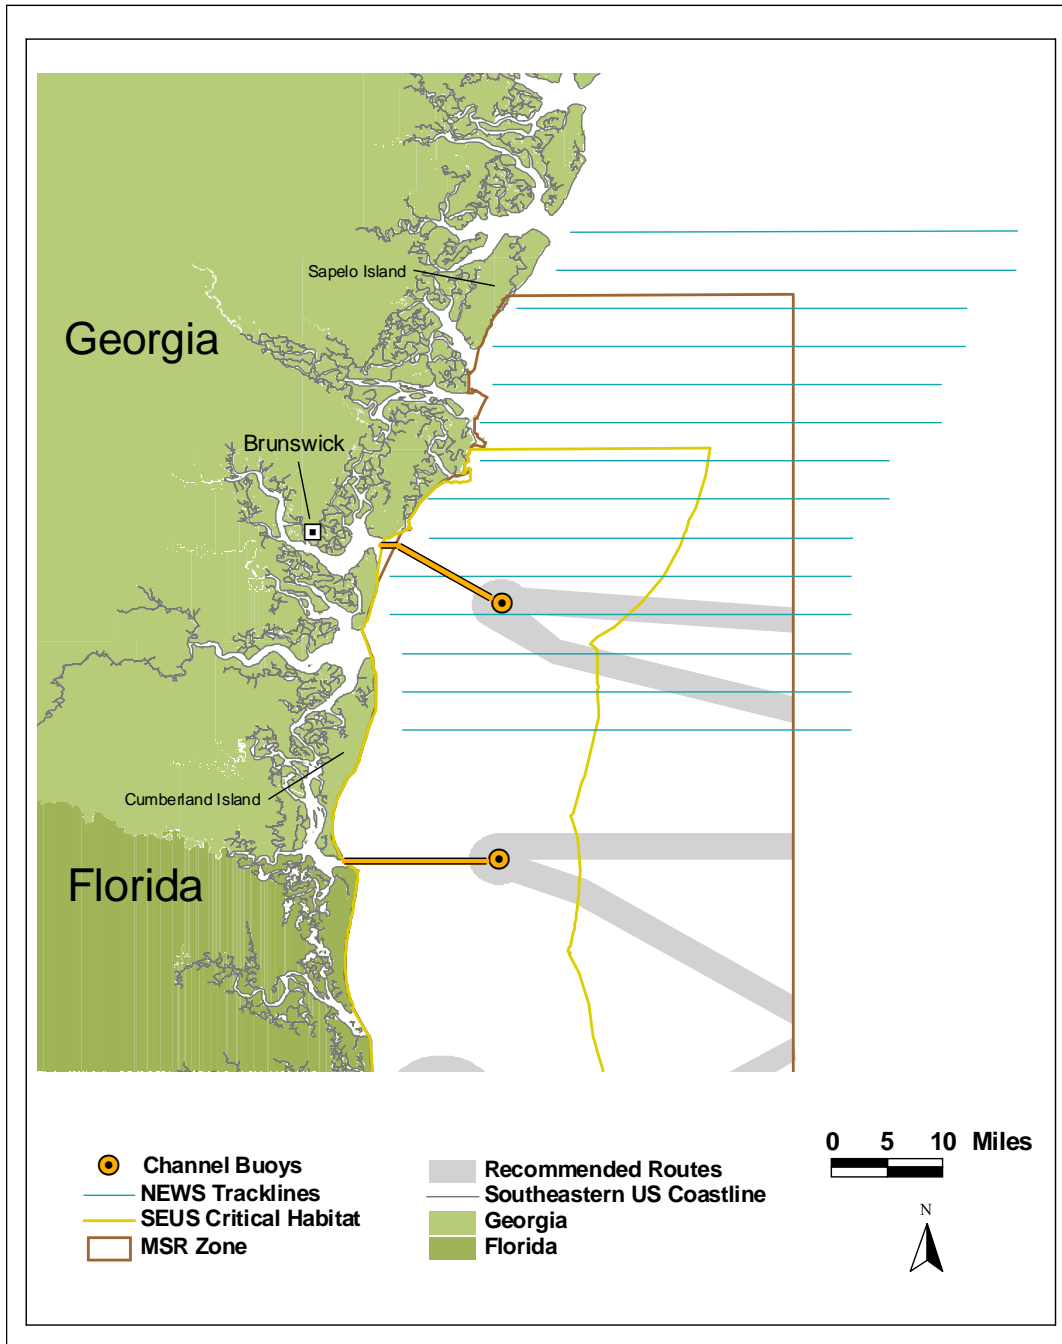 Sapelo Island
Georgia
Brunswick
Cumberland Island
Florida
0 5 10 Miles
Channel Buoys
NEWS Tracklines
SEUS Critical Habitat
MSR Zone
Recommended Routes
Southeastern US Coastline
Georgia
Florida
N